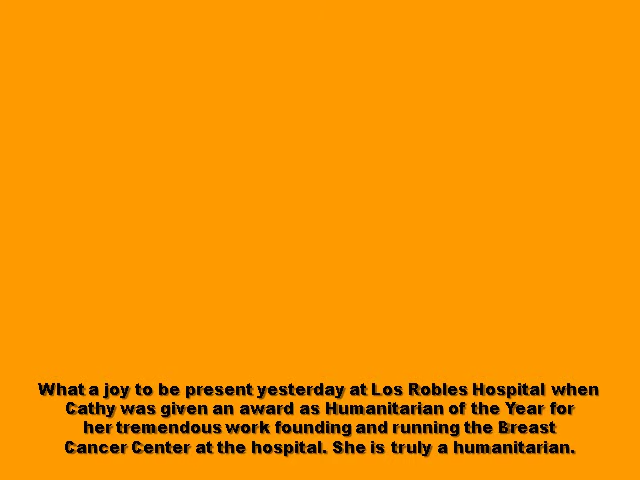 What a joy to be present yesterday at Los Robles Hospital when
Cathy was given an award as Humanitarian of the Year for
her tremendous work founding and running the Breast
Cancer Center at the hospital. She is truly a humanitarian.